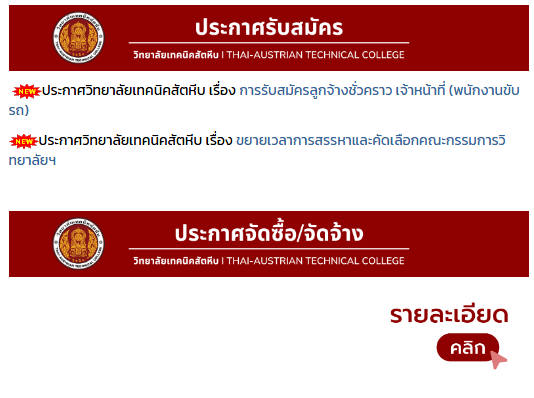 ประกาศรับสมัคร
วิทยาลัยเทคนิคสัตหีบ | THAI-AUSTRIAN TECHNICAL COLLEGE
NEW ประกาศวิทยาลัยเทคนิคสัตหีบ เรื่อง การรับสมัครลูกจ้างชั่วคราว เจ้าหน้าที่ (พนักงานขับ
รถ)
NEW ประกาศวิทยาลัยเทคนิคสัตหีบ เรื่อง ขยายเวลาการสรรหาและคัดเลือกคณะกรรมการวิ
ทยาลัยฯ
ประกาศจัดซื้อ/จัดจ้าง
วิทยาลัยเทคนิคสัตหีบ | THAI-AUSTRIAN TECHNICAL COLLEGE
รายละเอียด
คลิก